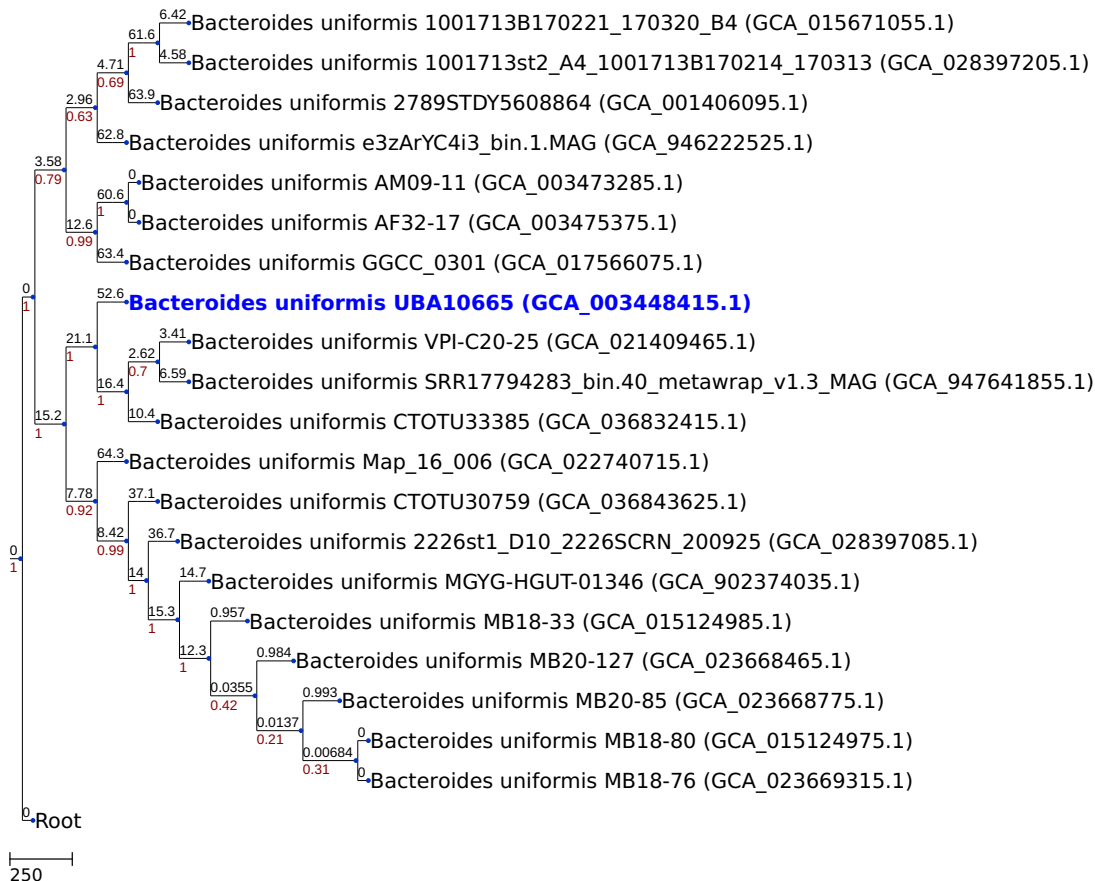 6.42 Bacteroides uniformis 1001713B170221_170320_B4 (GCA_015671055.1)
61.6
1
4.58 Bacteroides uniformis 1001713st2_A4_1001713B170214_170313 (GCA_028397205.1)
4.71
0.69
63.9 Bacteroides uniformis 2789STDY5608864 (GCA_001406095.1)
2.96
0.63
62.8 Bacteroides uniformis e3zArYC4i3_bin.1.MAG (GCA_946222525.1)
3.58
0.79
0 Bacteroides uniformis AM09-11 (GCA_003473285.1)
60.6
1
0 Bacteroides uniformis AF32-17 (GCA_003475375.1)
12.6
0.99
63.4 Bacteroides uniformis GGCC_0301 (GCA_017566075.1)
0
1
52.6 Bacteroides uniformis UBA10665 (GCA_003448415.1)
21.1
1
3.41 Bacteroides uniformis VPI-C20-25 (GCA_021409465.1)
2.62
0.7
6.59 Bacteroides uniformis SRR17794283_bin.40_metawrap_v1.3_MAG (GCA_947641855.1)
16.4
1
10.4 Bacteroides uniformis CTOTU33385 (GCA_036832415.1)
15.2
1
64.3 Bacteroides uniformis Map_16_006 (GCA_022740715.1)
7.78
0.92
37.1 Bacteroides uniformis CTOTU30759 (GCA_036843625.1)
8.42
0.99
36.7 Bacteroides uniformis 2226st1_D10_2226SCRN_200925 (GCA_028397085.1)
0
1
14
1
14.7 Bacteroides uniformis MGYG-HGUT-01346 (GCA_902374035.1)
15.3
1
0.957 Bacteroides uniformis MB18-33 (GCA_015124985.1)
12.3
1
0.984 Bacteroides uniformis MB20-127 (GCA_023668465.1)
0.0355
0.42
0.993 Bacteroides uniformis MB20-85 (GCA_023668775.1)
0.0137
0.21
0 Bacteroides uniformis MB18-80 (GCA_015124975.1)
0.00684
0.31
0 Bacteroides uniformis MB18-76 (GCA_023669315.1)
0 Root
250